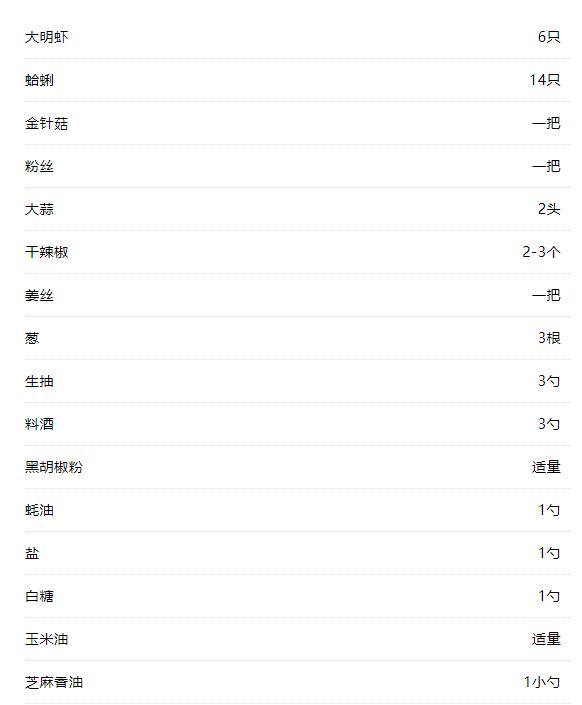 大明虾 6只
蛤蜊 14只
金针菇 一把
粉丝 一把
大蒜 2头
干辣椒 2-3个
姜丝 一把
葱 3根
生抽 3勺
料酒 3勺
黑胡椒粉 适量
蚝油 1勺
盐 1勺
白糖 1勺
玉米油 适量
芝麻香油 1小勺